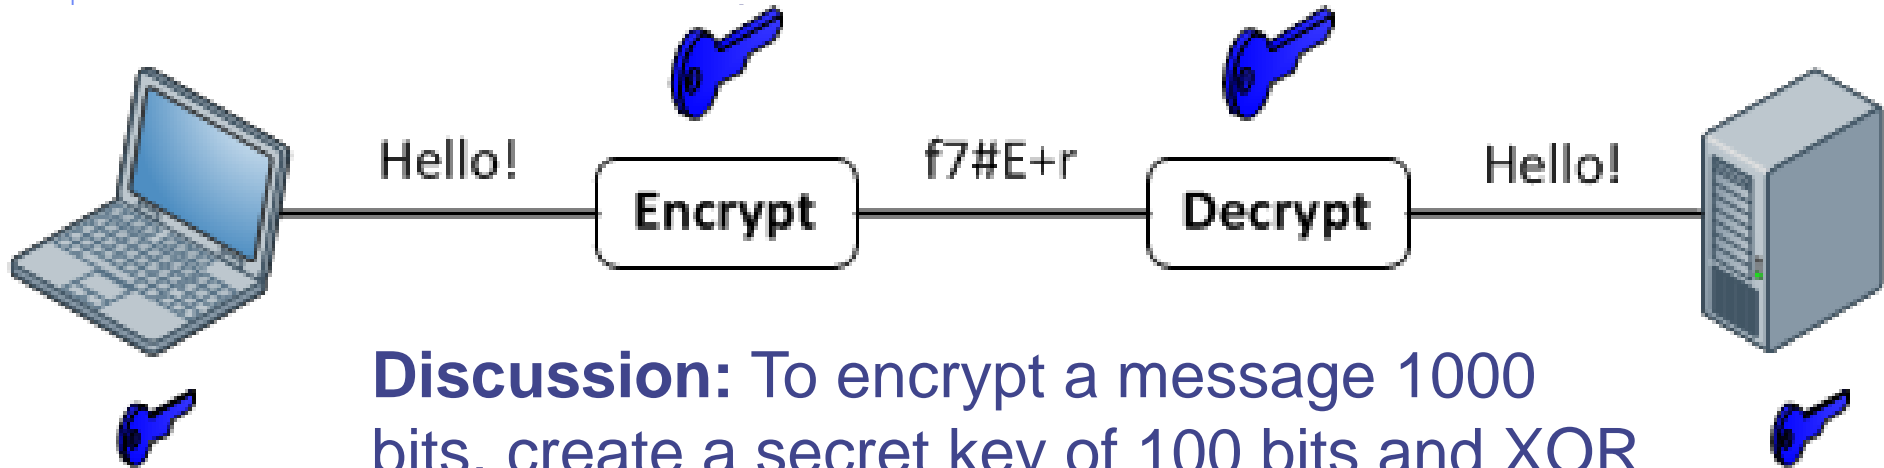 Hello!
f7#E+r
Hello!
Encrypt
Decrypt
Discussion: To encrypt a message 1000
bits, create a secret key of 100 bits and XOR